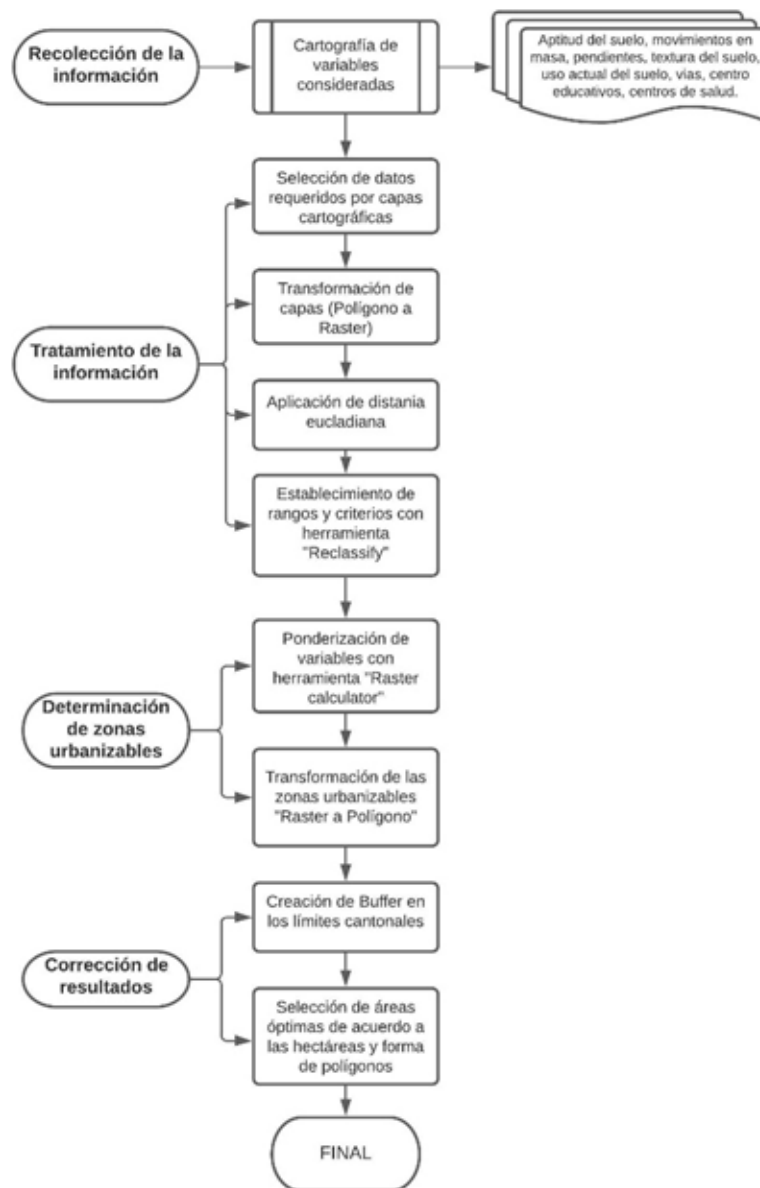 Recolección de la
información
Cartografía de
variables
consideradas
Aptitud del suelo, movimientos en
masa, pendientes, textura del suelo,
uso actual del suelo, vias, centro
educativos, centros de salud.
Selección de datos
requeridos por capas
cartográficas
Transformación de
capas (Polígono a
Raster)
Tratamiento de la
información
Aplicación de distania
eucladiana
Establecimiento de
rangos y criterios con
herramienta
"Reclassify"
Ponderización de
variables con
herramienta "Raster
calculator"
Determinación
de zonas
urbanizables
Transformación de las
zonas urbanizables
"Raster a Polígono"
Creación de Buffer en
los límites cantonales
Corrección de
resultados
Selección de áreas
óptimas de acuerdo a
las hectáreas y forma
de polígonos
FINAL